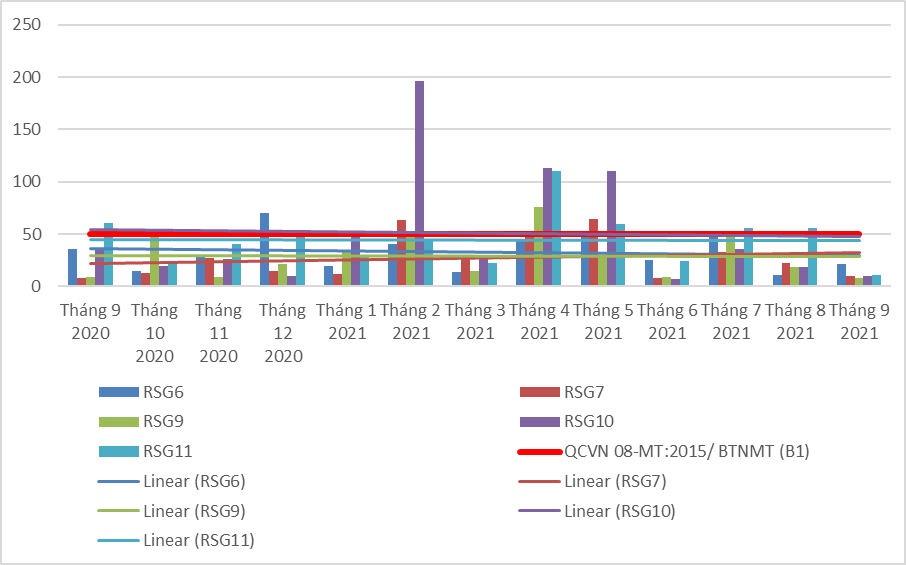 250
200
150
100
50
0
Tháng 9 Tháng Tháng Tháng Tháng 1 Tháng 2 Tháng 3 Tháng 4 Tháng 5 Tháng 6 Tháng 7 Tháng 8 Tháng 9
2020 10 11 2020 12 2021 2021 2021 2021 2021 2021 2021 2021 2021
2020 2020
RSG6 RSG7
RSG9 RSG10
RSG11 QCVN 08-MT:2015/ BTNMT (B1)
Linear (RSG6) Linear (RSG7)
Linear (RSG9) Linear (RSG10)
Linear (RSG11)